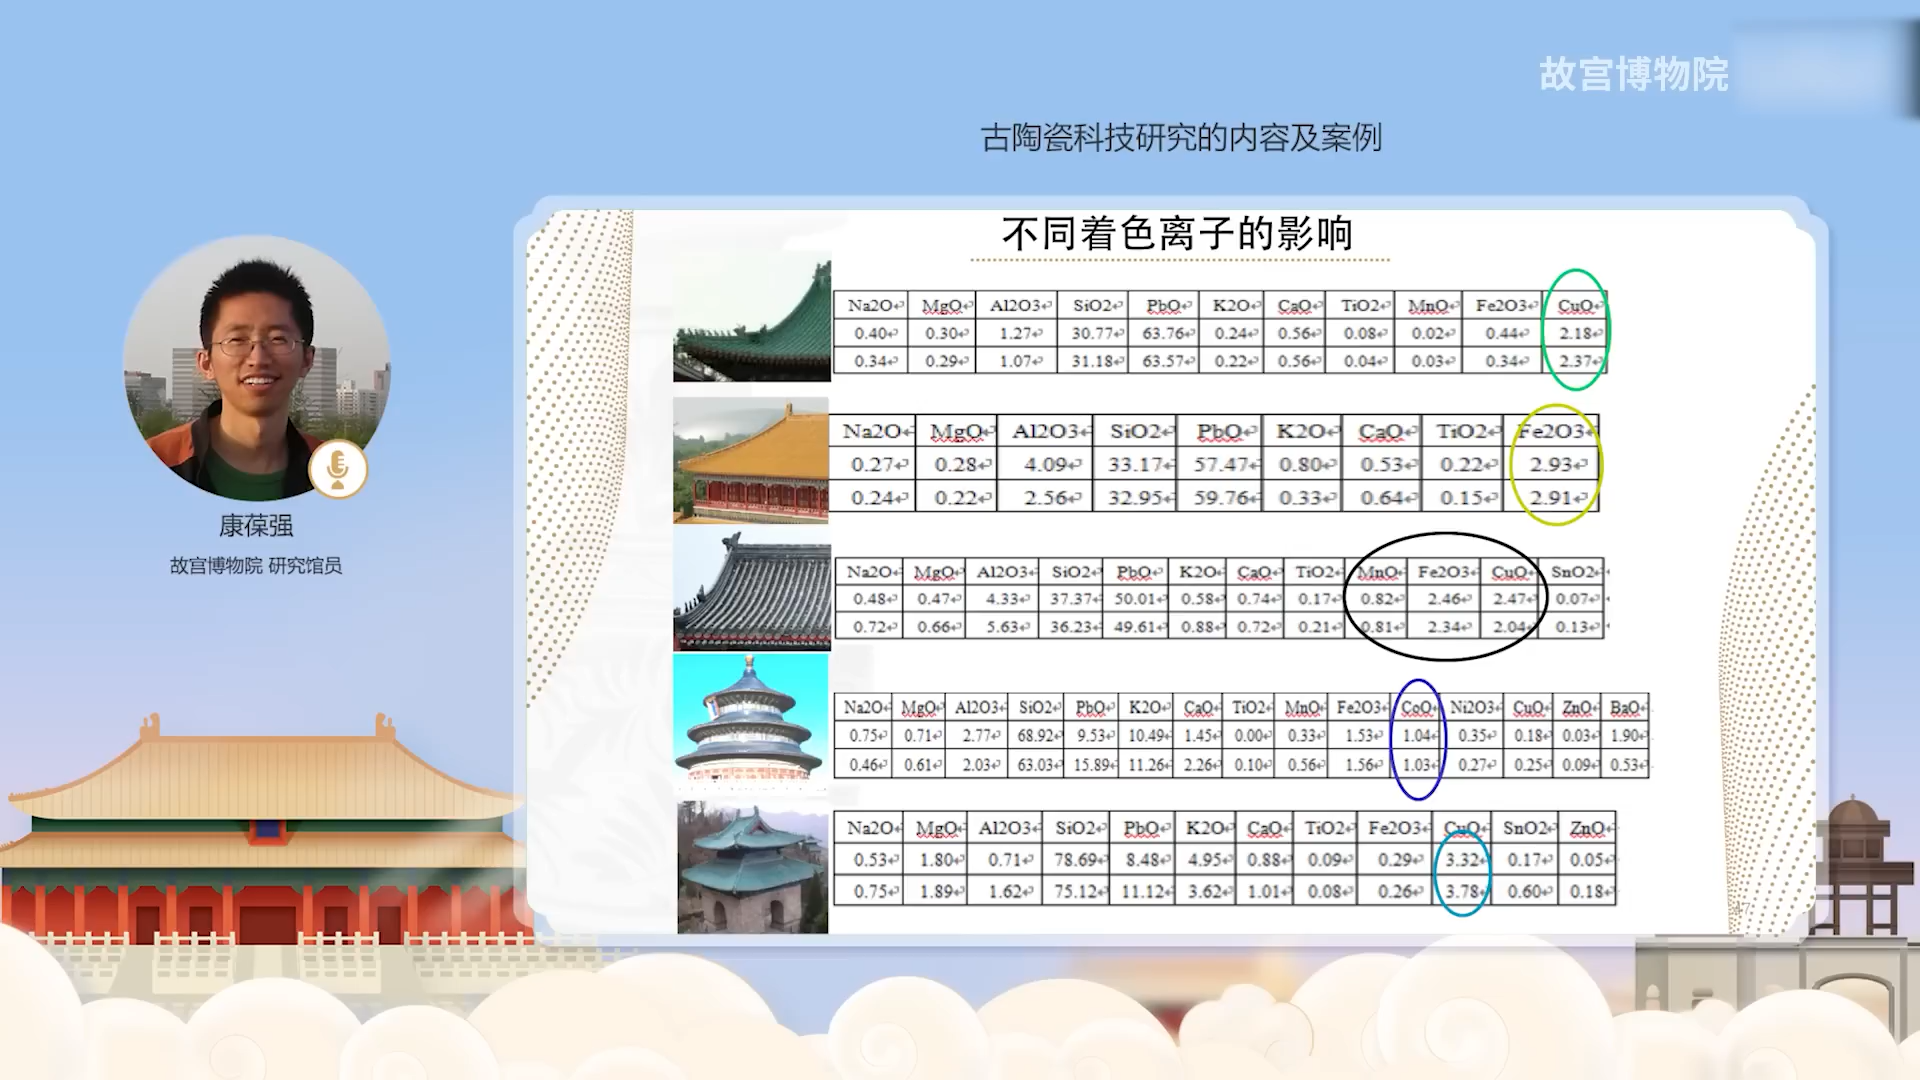 故宫博物院
古陶瓷科技研究的内容及案例
康葆强
故宫博物院 研究馆员
不同着色离子的影响
Na2O MgO Al2O3 SiO2 PbO K2O CaO TiO2 MnO Fe2O3 CuO
0.40 0.30 1.27 30.77 63.76 0.24 0.56 0.08 0.02 0.44 2.18
0.34 0.29 1.07 31.18 63.57 0.22 0.56 0.04 0.03 0.34 2.37
Na2O MgO Al2O3 SiO2 PbO K2O CaO TiO2 Fe2O3
0.27 0.28 4.09 33.17 57.47 0.80 0.53 0.22 2.93
0.24 0.22 2.56 32.95 59.76 0.33 0.64 0.15 2.91
Na2O MgO Al2O3 SiO2 PbO K2O CaO TiO2 MnO Fe2O3 CuO SnO2
0.48 0.47 4.33 37.37 50.01 0.58 0.74 0.17 0.82 2.46 2.47 0.07
0.72 0.66 5.63 36.23 49.61 0.88 0.72 0.21 0.81 2.34 2.04 0.13
Na2O MgO Al2O3 SiO2 PbO K2O CaO TiO2 MnO Fe2O3 CoO Ni2O3 CuO ZnO BaO
0.75 0.71 2.77 68.92 9.53 10.49 1.45 0.00 0.33 1.53 1.04 0.35 0.18 0.03 1.90
0.46 0.61 2.03 63.03 15.89 11.26 2.26 0.10 0.56 1.56 1.03 0.27 0.25 0.09 0.53
Na2O MgO Al2O3 SiO2 PbO K2O CaO TiO2 Fe2O3 CuO SnO2 ZnO
0.53 1.80 0.71 78.69 8.48 4.95 0.88 0.09 0.29 3.32 0.17 0.05
0.75 1.89 1.62 75.12 11.12 3.62 1.01 0.08 0.26 3.78 0.60 0.18